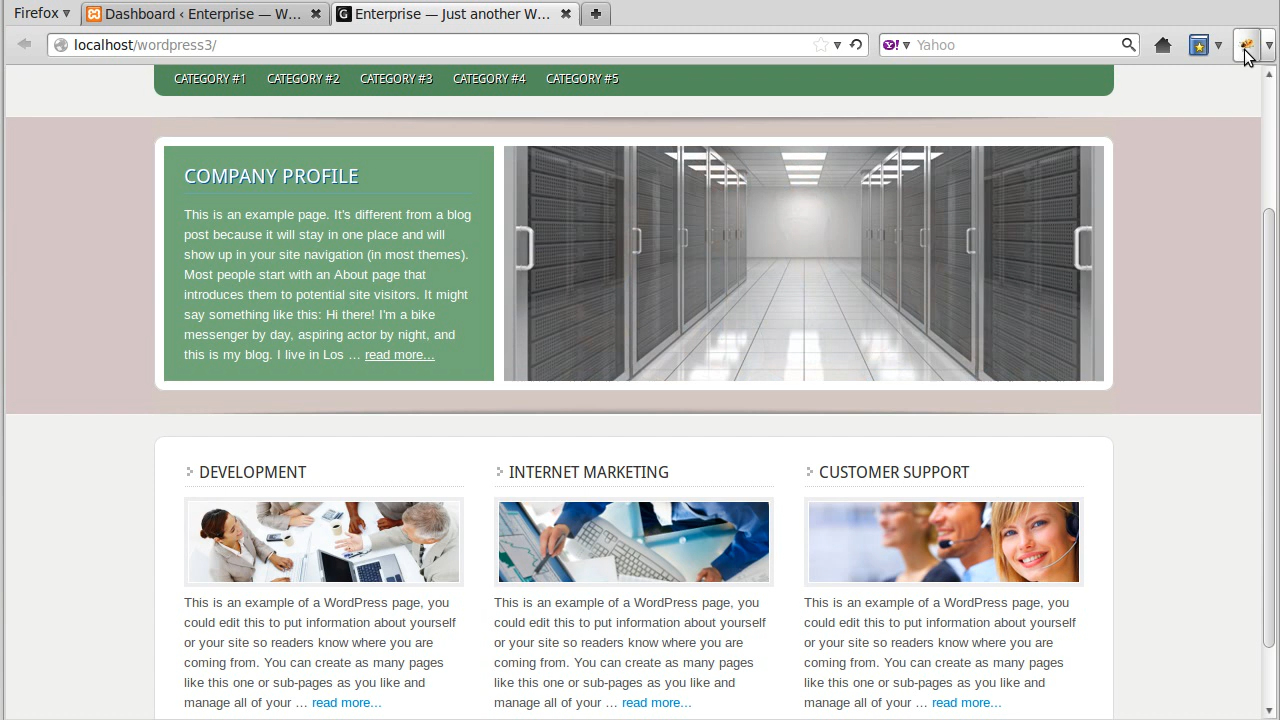 Firefox
Dashboard ‹ Enterprise — W...
Enterprise — Just another W...
localhost/wordpress3/
Yahoo
CATEGORY #1 CATEGORY #2 CATEGORY #3 CATEGORY #4 CATEGORY #5
COMPANY PROFILE
This is an example page. It's different from a blog
post because it will stay in one place and will
show up in your site navigation (in most themes).
Most people start with an About page that
introduces them to potential site visitors. It might
say something like this: Hi there! I'm a bike
messenger by day, aspiring actor by night, and
this is my blog. I live in Los … read more...
DEVELOPMENT
This is an example of a WordPress page, you
could edit this to put information about yourself
or your site so readers know where you are
coming from. You can create as many pages
like this one or sub-pages as you like and
manage all of your … read more...
INTERNET MARKETING
This is an example of a WordPress page, you
could edit this to put information about yourself
or your site so readers know where you are
coming from. You can create as many pages
like this one or sub-pages as you like and
manage all of your … read more...
CUSTOMER SUPPORT
This is an example of a WordPress page, you
could edit this to put information about yourself
or your site so readers know where you are
coming from. You can create as many pages
like this one or sub-pages as you like and
manage all of your … read more...